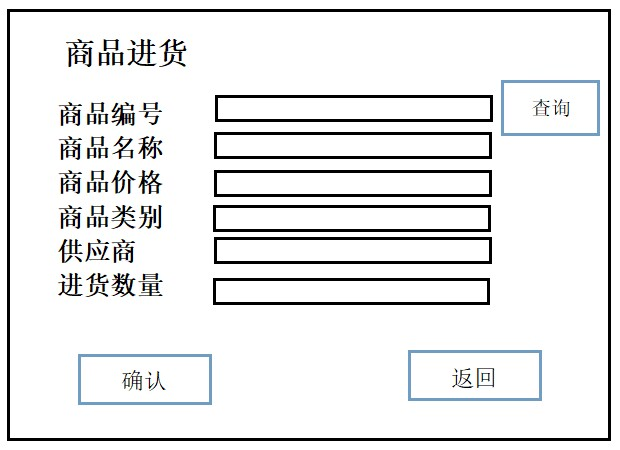 商品进货
商品编号
查询
商品名称
商品价格
商品类别
供应商
进货数量
确认
返回